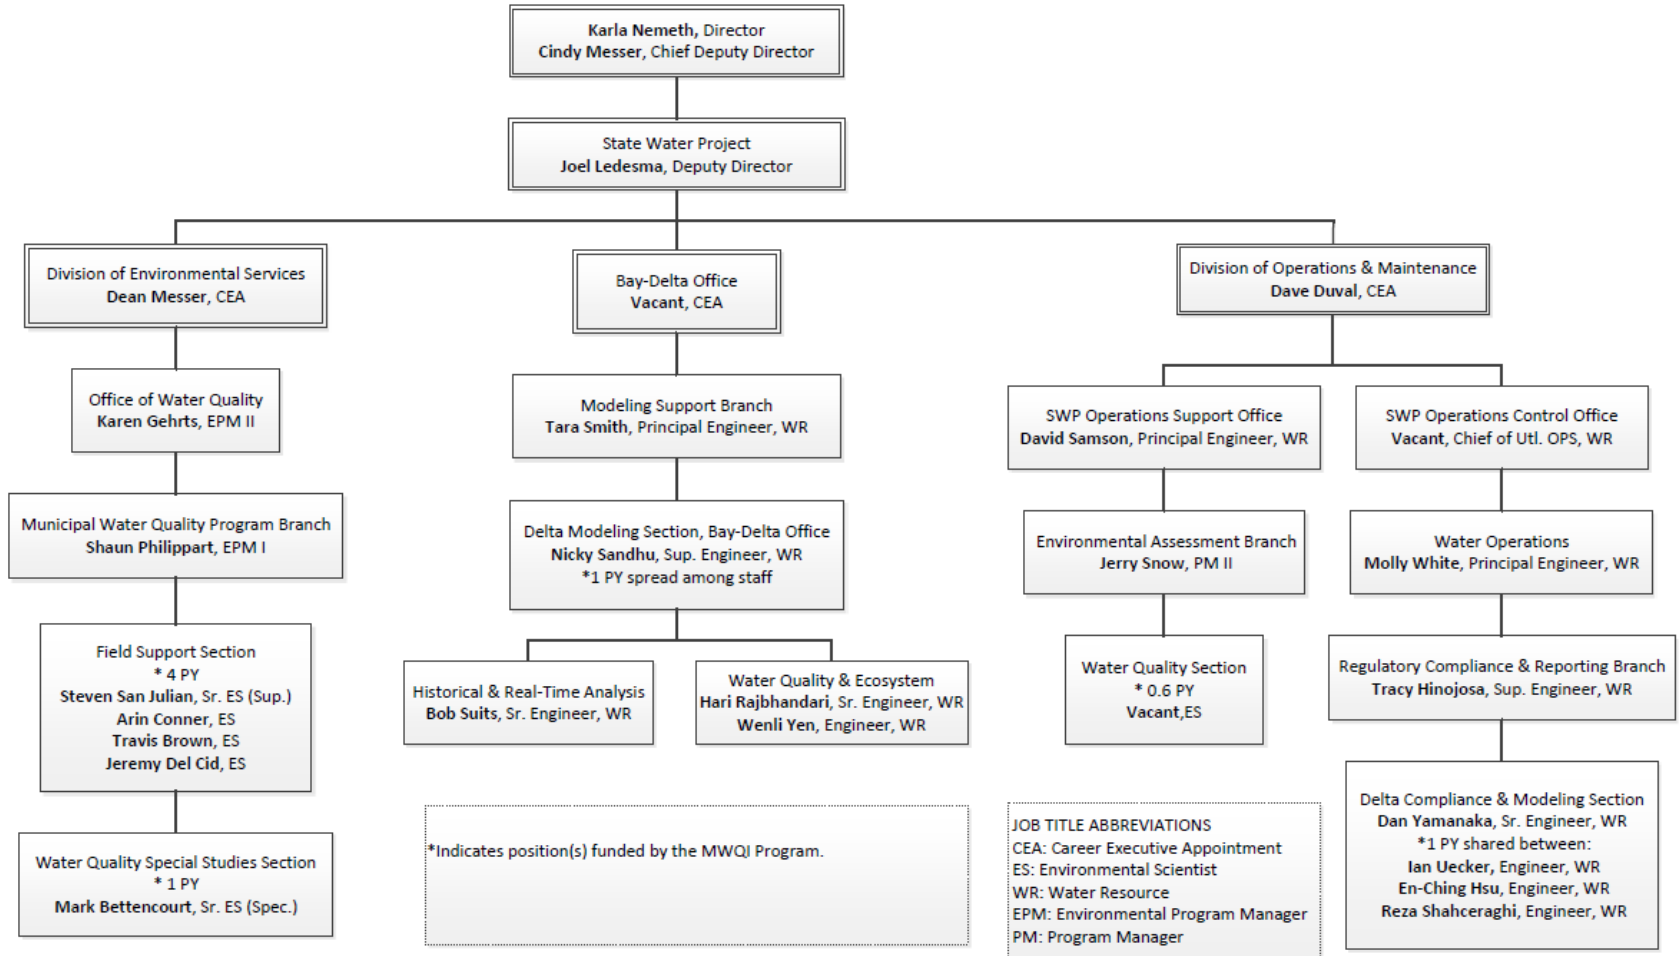 Karla Nemeth, Director
Cindy Messer, Chief Deputy Director
State Water Project
Joel Ledesma, Deputy Director
Division of Environmental Services
Dean Messer, CEA
Bay-Delta Office
Vacant, CEA
Division of Operations & Maintenance
Dave Duval, CEA
Office of Water Quality
Karen Gehrts, EPM II
Modeling Support Branch
Tara Smith, Principal Engineer, WR
SWP Operations Support Office
David Samson, Principal Engineer, WR
SWP Operations Control Office
Vacant, Chief of Utl. OPS, WR
Municipal Water Quality Program Branch
Shaun Philippart, EPM I
Delta Modeling Section, Bay-Delta Office
Nicky Sandhu, Sup. Engineer, WR
*1 PY spread among staff
Environmental Assessment Branch
Jerry Snow, PM II
Water Operations
Molly White, Principal Engineer, WR
Field Support Section
* 4 PY
Steven San Julian, Sr. ES (Sup.)
Arin Conner, ES
Travis Brown, ES
Jeremy Del Cid, ES
Historical & Real-Time Analysis
Bob Suits, Sr. Engineer, WR
Water Quality & Ecosystem
Hari Rajbhandari, Sr. Engineer, WR
Wenli Yen, Engineer, WR
Water Quality Section
* 0.6 PY
Vacant,ES
Regulatory Compliance & Reporting Branch
Tracy Hinojosa, Sup. Engineer, WR
Water Quality Special Studies Section
* 1 PY
Mark Bettencourt, Sr. ES (Spec.)
*Indicates position(s) funded by the MWQI Program.
JOB TITLE ABBREVIATIONS
CEA: Career Executive Appointment
ES: Environmental Scientist
WR: Water Resource
EPM: Environmental Program Manager
PM: Program Manager
Delta Compliance & Modeling Section
Dan Yamanaka, Sr. Engineer, WR
*1 PY shared between:
Ian Uecker, Engineer, WR
En-Ching Hsu, Engineer, WR
Reza Shahceraghi, Engineer, WR